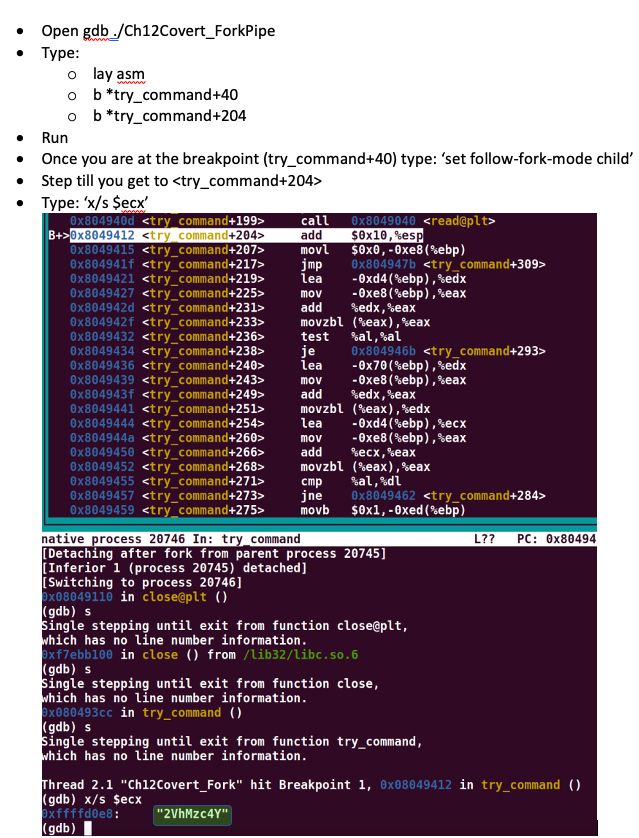 • Open gdb ./Ch12Covert_ForkPipe
• Type:
o lay asm
o b *try_command+40
o b *try_command+204
• Run
• Once you are at the breakpoint (try_command+40) type: ‘set follow-fork-mode child’
• Step till you get to <try_command+204>
• Type: ‘x/s $ecx’
0x804940d <try_command+199> call 0x8049040 <read@plt>
B+>0x8049412 <try_command+204> add $0x10,%esp
0x8049415 <try_command+207> movl $0x0,-0xe8(%ebp)
0x804941f <try_command+217> jmp 0x804947b <try_command+309>
0x8049421 <try_command+219> lea -0xd4(%ebp),%edx
0x8049427 <try_command+225> mov -0xe8(%ebp),%eax
0x804942d <try_command+231> add %edx,%eax
0x804942f <try_command+233> movzbl (%eax),%eax
0x8049432 <try_command+236> test %al,%al
0x8049434 <try_command+238> je 0x804946b <try_command+293>
0x8049436 <try_command+240> lea -0x70(%ebp),%edx
0x8049439 <try_command+243> mov -0xe8(%ebp),%eax
0x804943f <try_command+249> add %edx,%eax
0x8049441 <try_command+251> movzbl (%eax),%edx
0x8049444 <try_command+254> lea -0xd4(%ebp),%ecx
0x804944a <try_command+260> mov -0xe8(%ebp),%eax
0x8049450 <try_command+266> add %ecx,%eax
0x8049452 <try_command+268> movzbl (%eax),%eax
0x8049455 <try_command+271> cmp %al,%dl
0x8049457 <try_command+273> jne 0x8049462 <try_command+284>
0x8049459 <try_command+275> movb $0x1,-0xed(%ebp)
native process 20746 In: try_command L?? PC: 0x80494
[Detaching after fork from parent process 20745]
[Inferior 1 (process 20745) detached]
[Switching to process 20746]
0x08049110 in close@plt ()
(gdb) s
Single stepping until exit from function close@plt,
which has no line number information.
0xf7ebb100 in close () from /lib32/libc.so.6
(gdb) s
Single stepping until exit from function close,
which has no line number information.
0x080493cc in try_command ()
(gdb) s
Single stepping until exit from function try_command,
which has no line number information.
Thread 2.1 "Ch12Covert_Fork" hit Breakpoint 1, 0x08049412 in try_command ()
(gdb) x/s $ecx
0xffffd0e8: "2VhMzc4Y"
(gdb)